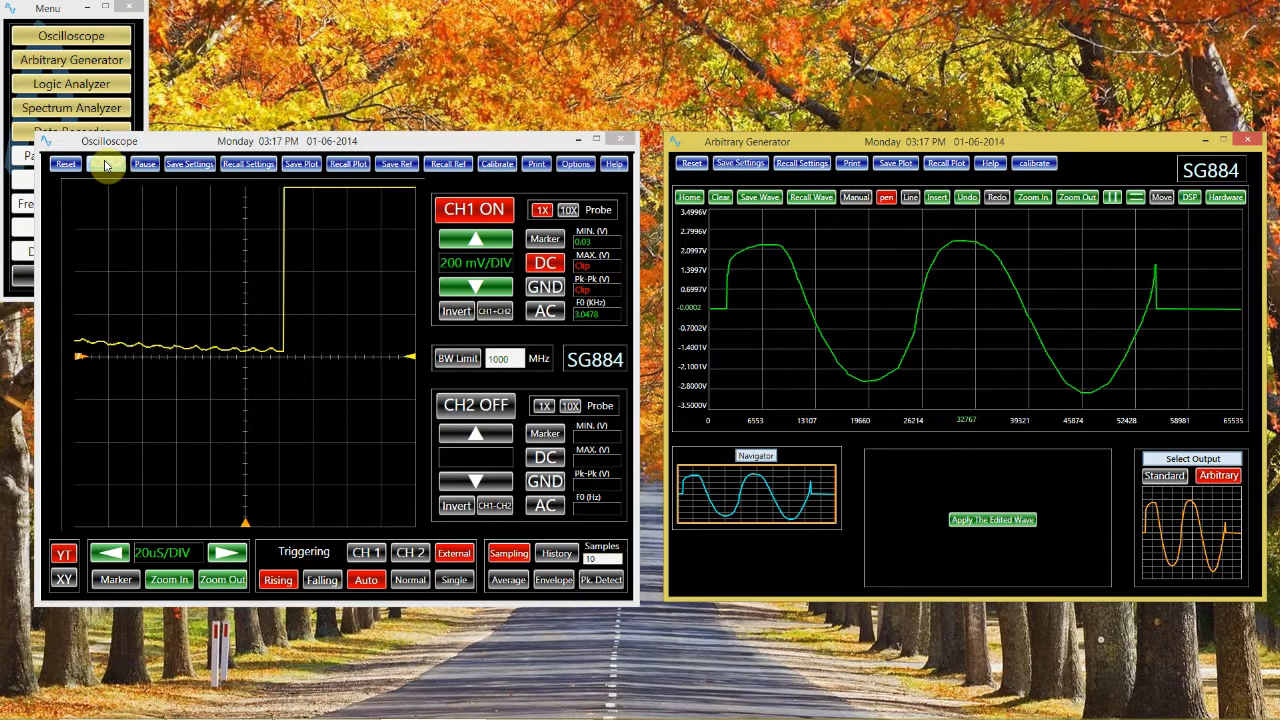 Menu
Oscilloscope
Arbitrary Generator
Logic Analyzer
Spectrum Analyzer
Oscilloscope Monday 03:17 PM 01-06-2014
Reset Pause Save Settings Recall Settings Save Plot Recall Plot Save Ref Recall Ref Calibrate Print Options Help
CH1 ON 1X 10X Probe
Marker MIN. (V)
0.03
200 mV/DIV DC MAX. (V)
Clip
GND Pk-Pk (V)
Clip
Invert CH1+CH2 AC F0 (KHz)
3.0478
BW Limit 1000 MHz SG884
CH2 OFF 1X 10X Probe
Marker MIN. (V)
DC MAX. (V)
GND Pk-Pk (V)
Invert CH1-CH2 AC F0 (Hz)
YT 20uS/DIV Triggering CH 1 CH 2 External Sampling History Samples
10
XY Marker Zoom In Zoom Out Rising Falling Auto Normal Single Average Envelope Pk. Detect
Arbitrary Generator Monday 03:17 PM 01-06-2014
Reset Save Settings Recall Settings Print Save Plot Recall Plot Help calibrate SG884
Home Clear Save Wave Recall Wave Manual pen Line Insert Undo Redo Zoom In Zoom Out Move DSP Hardware
3.4996V
2.7996V
2.0997V
1.3997V
0.6997V
-0.0002
-0.7002V
-1.4001V
-2.1001V
-2.8000V
-3.5000V
0 6553 13107 19660 26214 32767 39321 45874 52428 58981 65535
Navigator
Apply The Edited Wave
Select Output
Standard Arbitrary